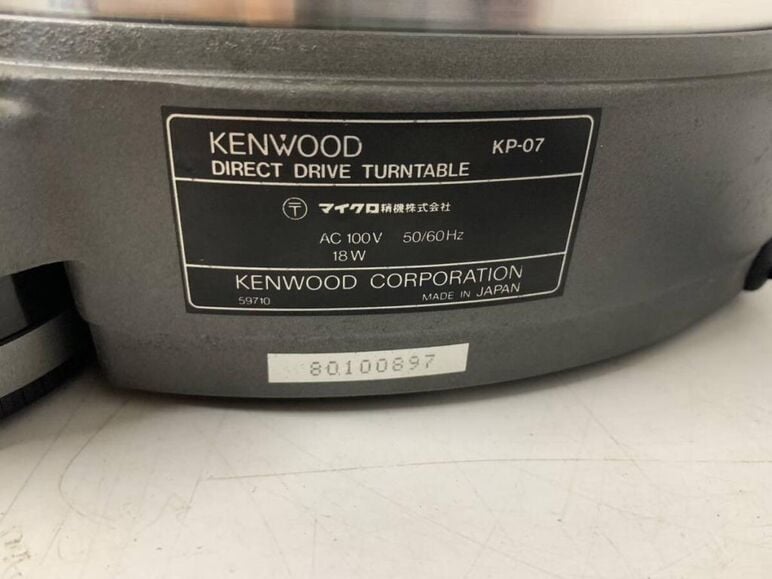 KENWOOD KP-07
DIRECT DRIVE TURNTABLE
〒 マイクロ精機株式会社
AC 100V 50/60Hz
18W
KENWOOD CORPORATION
59710 MADE IN JAPAN
80100897